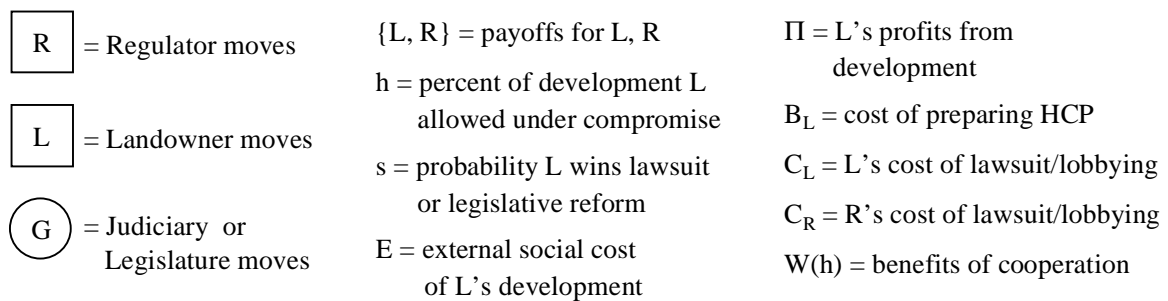 R = Regulator moves
L = Landowner moves
G = Judiciary or
Legislature moves
{L, R} = payoffs for L, R
h = percent of development L
allowed under compromise
s = probability L wins lawsuit
or legislative reform
E = external social cost
of L’s development
Π = L’s profits from
development
B_L = cost of preparing HCP
C_L = L’s cost of lawsuit/lobbying
C_R = R’s cost of lawsuit/lobbying
W(h) = benefits of cooperation